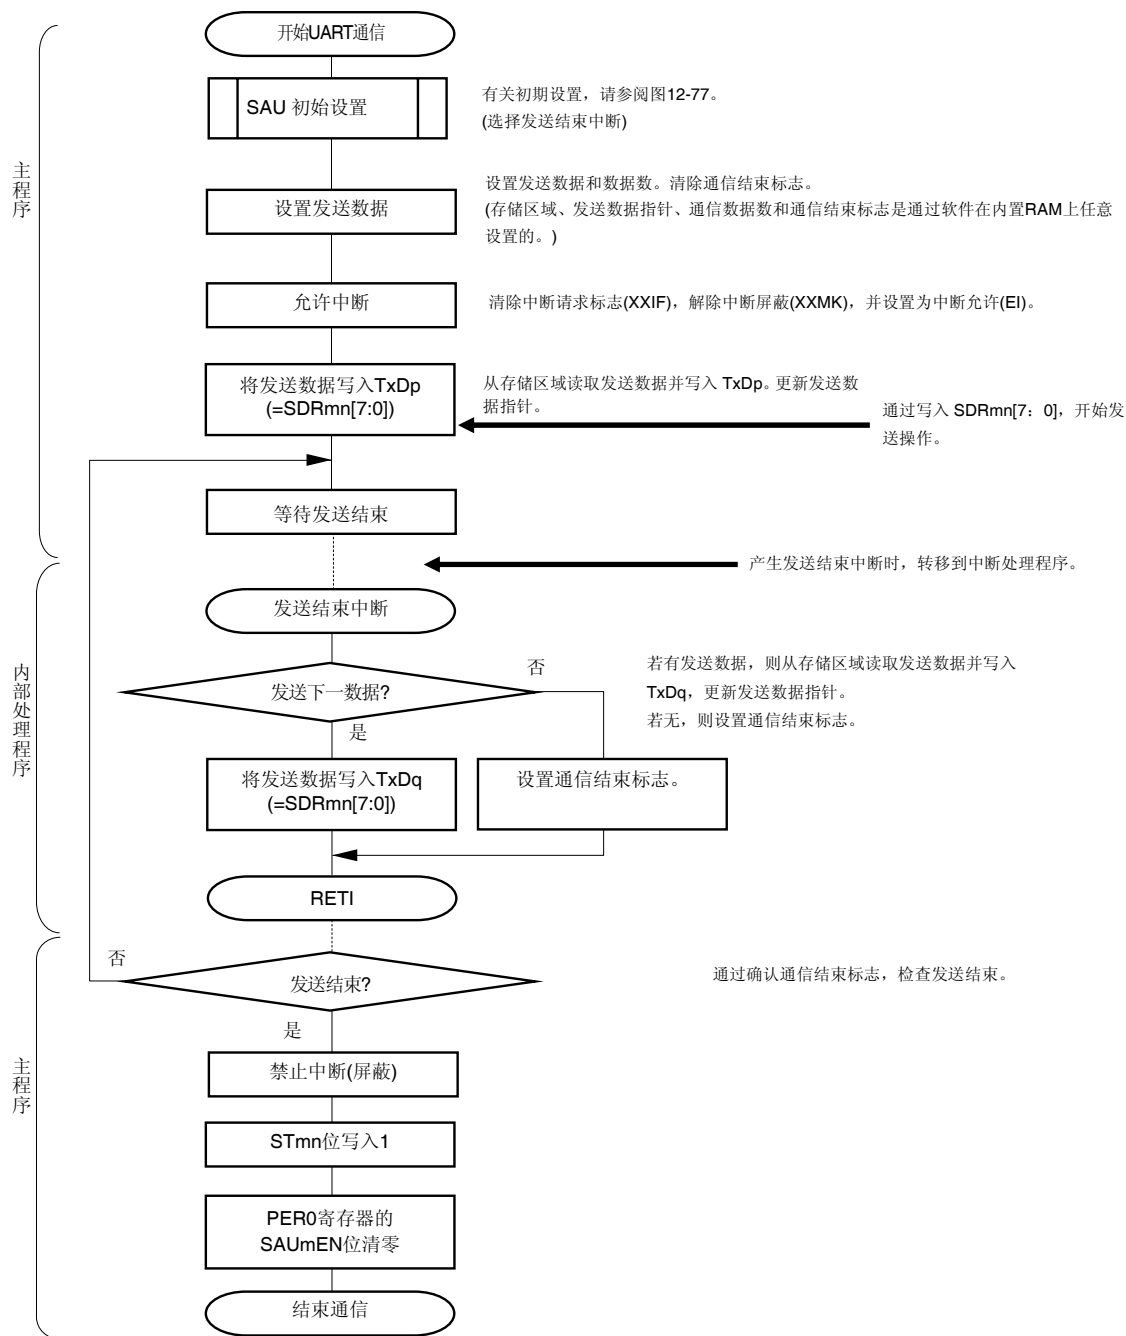 开始UART通信
SAU 初始设置
有关初期设置，请参阅图12-77。
(选择发送结束中断)
主程序
设置发送数据
设置发送数据和数据数。清除通信结束标志。
(存储区域、发送数据指针、通信数据数和通信结束标志是通过软件在内置RAM上任意
设置的。)
允许中断
清除中断请求标志(XXIF)，解除中断屏蔽(XXMK)，并设置为中断允许(EI)。
将发送数据写入TxDp
(=SDRmn[7:0])
从存储区域读取发送数据并写入 TxDp。更新发送数
据指针。
通过写入 SDRmn[7：0]，开始发
送操作。
等待发送结束
产生发送结束中断时，转移到中断处理程序。
发送结束中断
内部处理程序
发送下一数据?
否
是
若有发送数据，则从存储区域读取发送数据并写入
TxDq，更新发送数据指针。
若无，则设置通信结束标志。
将发送数据写入TxDq
(=SDRmn[7:0])
设置通信结束标志。
RETI
否
发送结束?
通过确认通信结束标志，检查发送结束。
是
主程序
禁止中断(屏蔽)
STmn位写入1
PER0寄存器的
SAUmEN位清零
结束通信